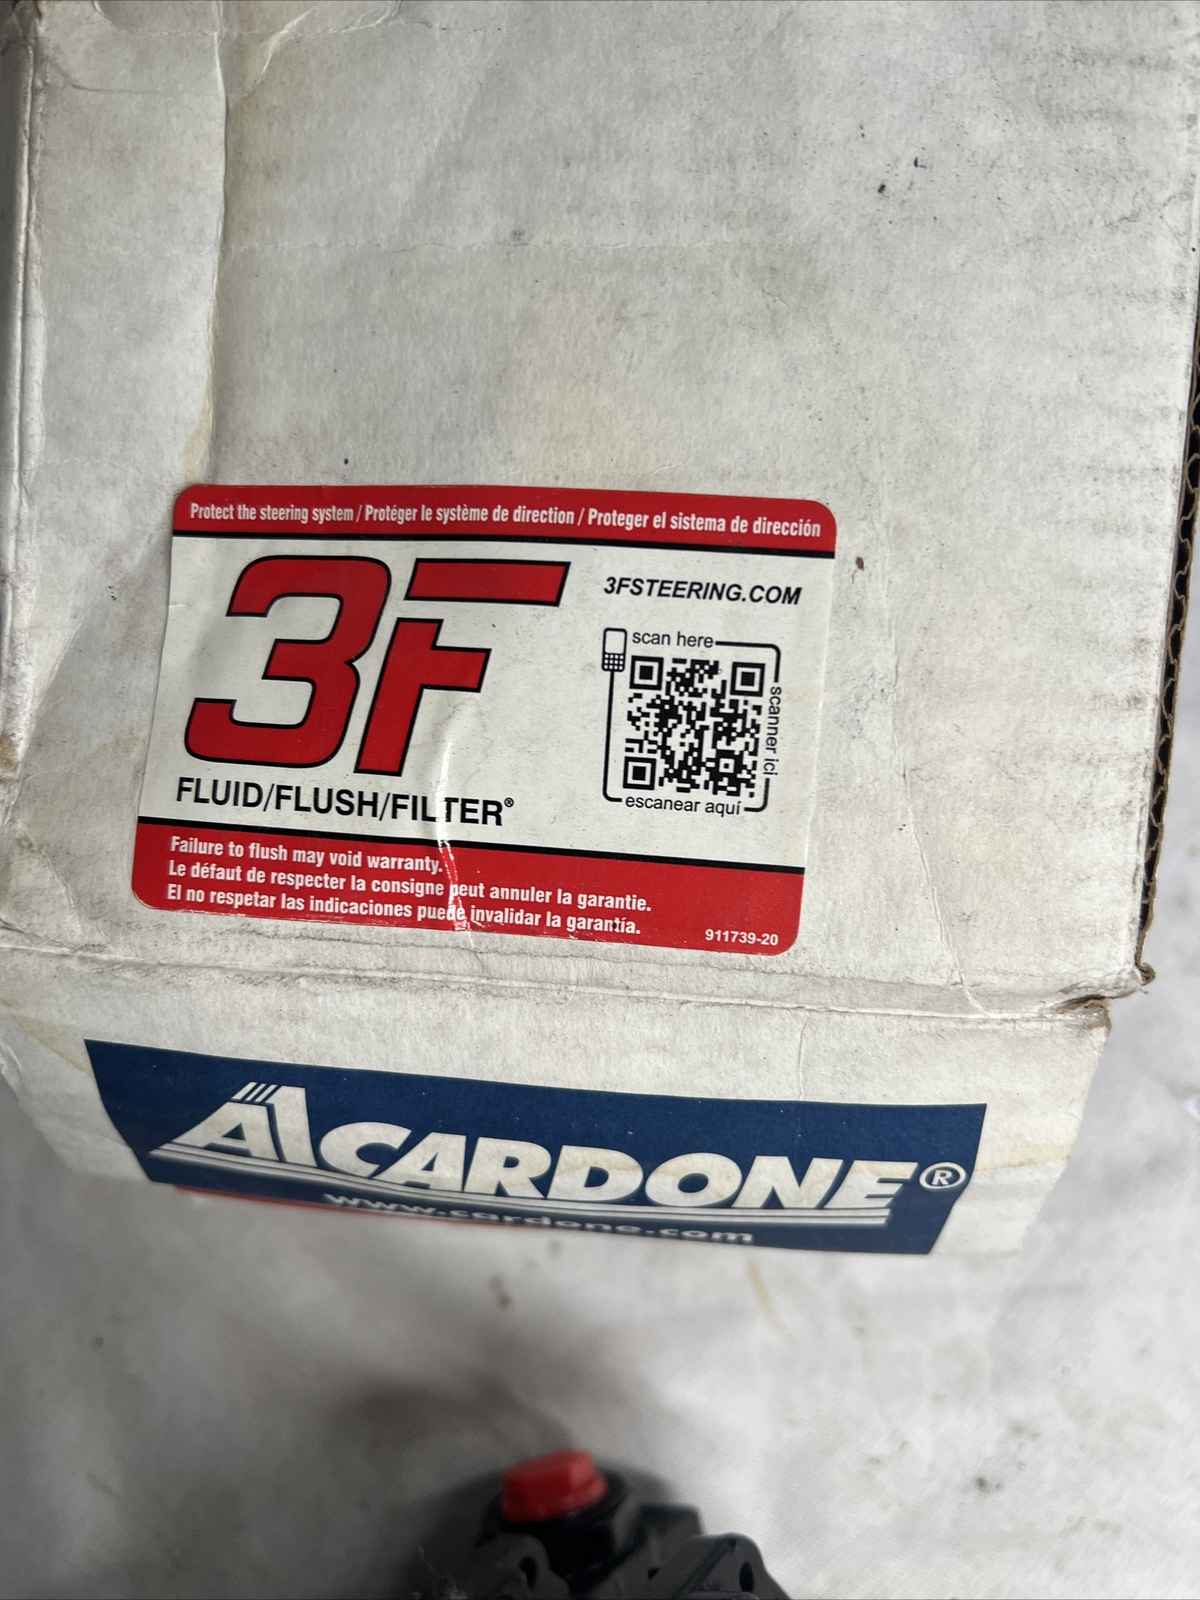 Protect the steering system / Protéger le système de direction / Proteger el sistema de dirección
3F
3FSTEERING.COM
scan here
scanner ici
escanear aquí
FLUID/FLUSH/FILTER®
Failure to flush may void warranty.
Le défaut de respecter la consigne peut annuler la garantie.
El no respetar las indicaciones puede invalidar la garantía.
911739-20
A1CARDONE®
www.cardone.com